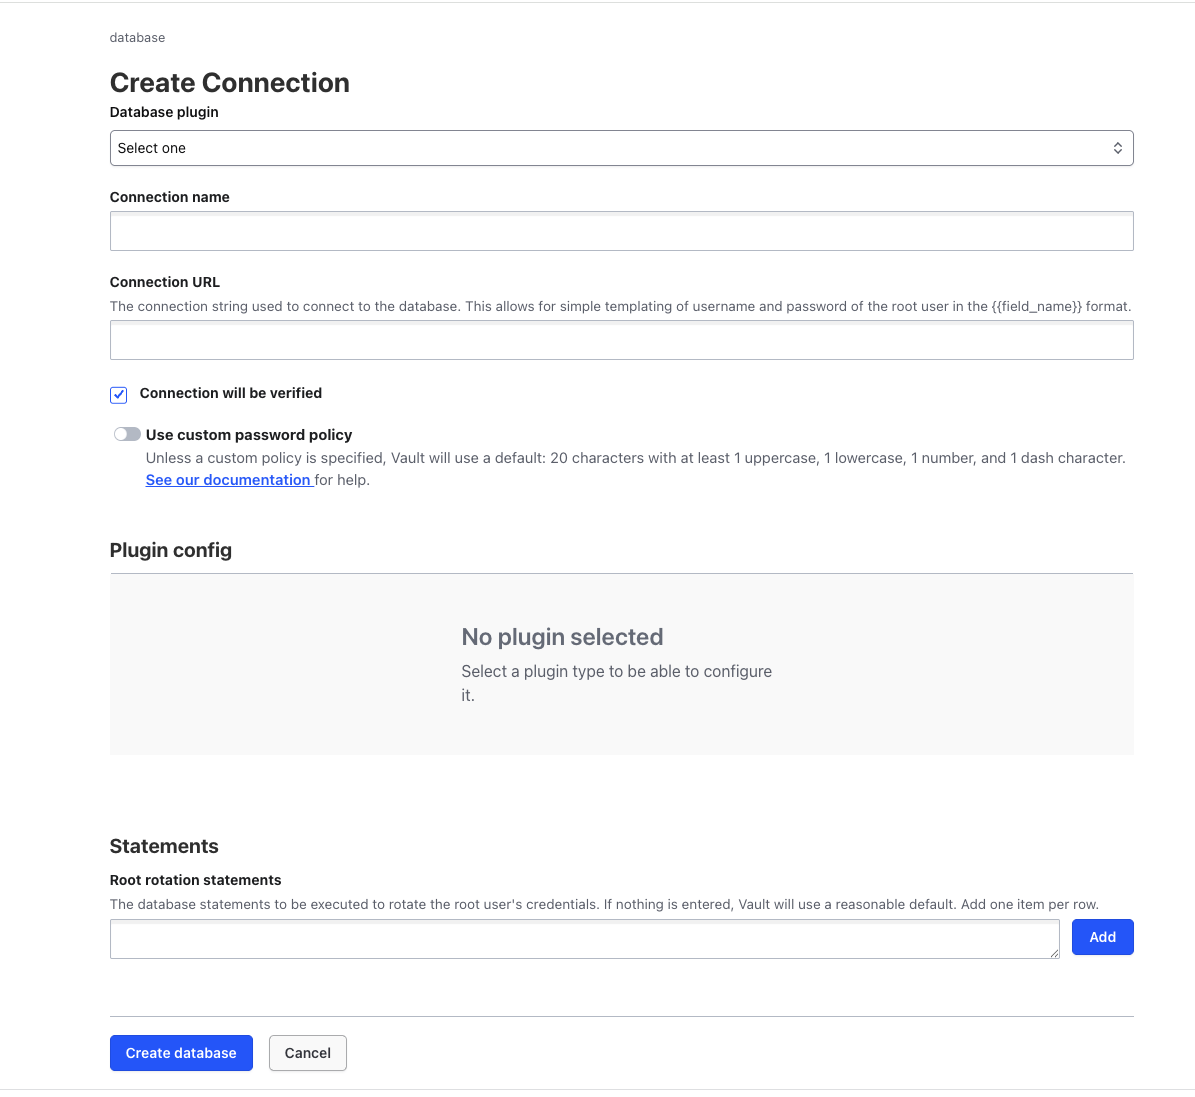 database
Create Connection
Database plugin
Select one
Connection name
Connection URL
The connection string used to connect to the database. This allows for simple templating of username and password of the root user in the {{field_name}} format.
Connection will be verified
Use custom password policy
Unless a custom policy is specified, Vault will use a default: 20 characters with at least 1 uppercase, 1 lowercase, 1 number, and 1 dash character.
See our documentation for help.
Plugin config
No plugin selected
Select a plugin type to be able to configure
it.
Statements
Root rotation statements
The database statements to be executed to rotate the root user's credentials. If nothing is entered, Vault will use a reasonable default. Add one item per row.
Add
Create database
Cancel